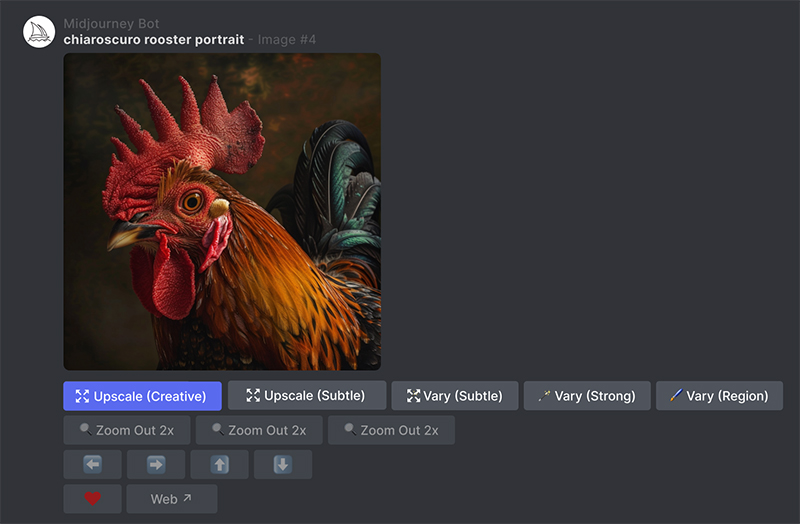 Midjourney Bot
chiaroscuro rooster portrait - Image #4
Upscale (Creative) Upscale (Subtle) Vary (Subtle) Vary (Strong) Vary (Region)
Zoom Out 2x Zoom Out 2x Zoom Out 2x
Web ↗